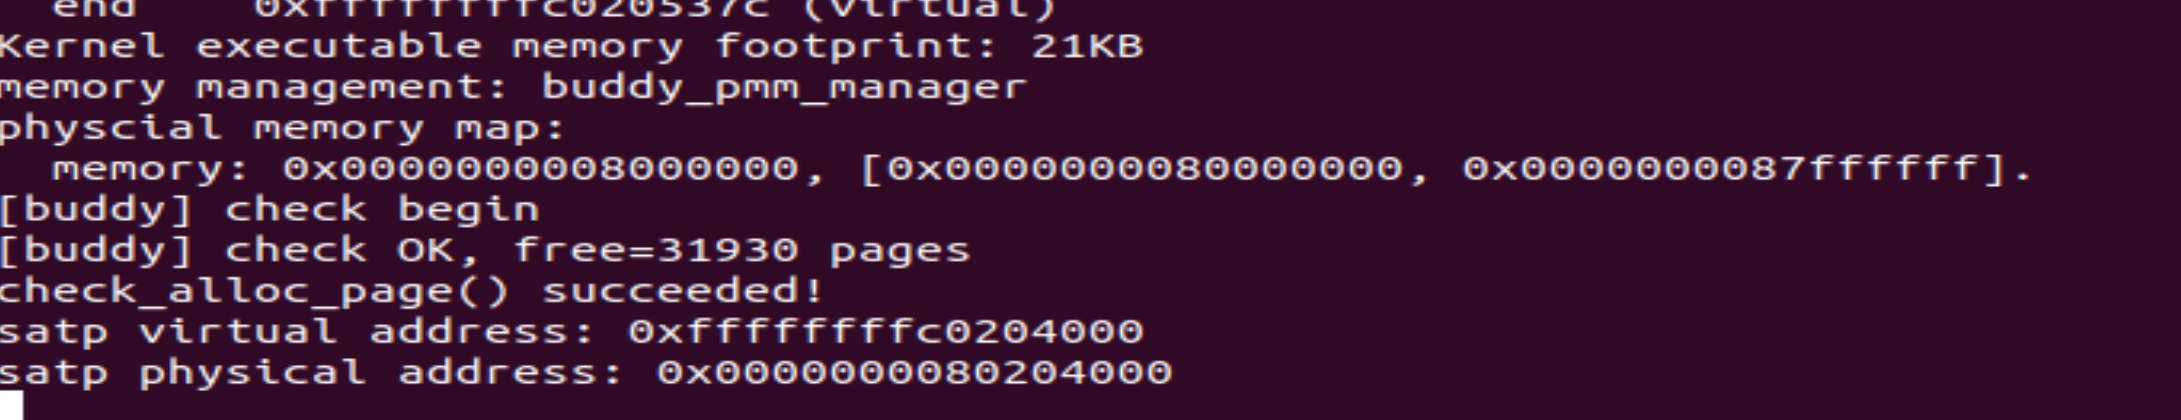 end 0xffffffffc020537c (virtual)
Kernel executable memory footprint: 21KB
memory management: buddy_pmm_manager
physcial memory map:
memory: 0x0000000008000000, [0x0000000080000000, 0x0000000087ffffff].
[buddy] check begin
[buddy] check OK, free=31930 pages
check_alloc_page() succeeded!
satp virtual address: 0xffffffffc0204000
satp physical address: 0x0000000080204000